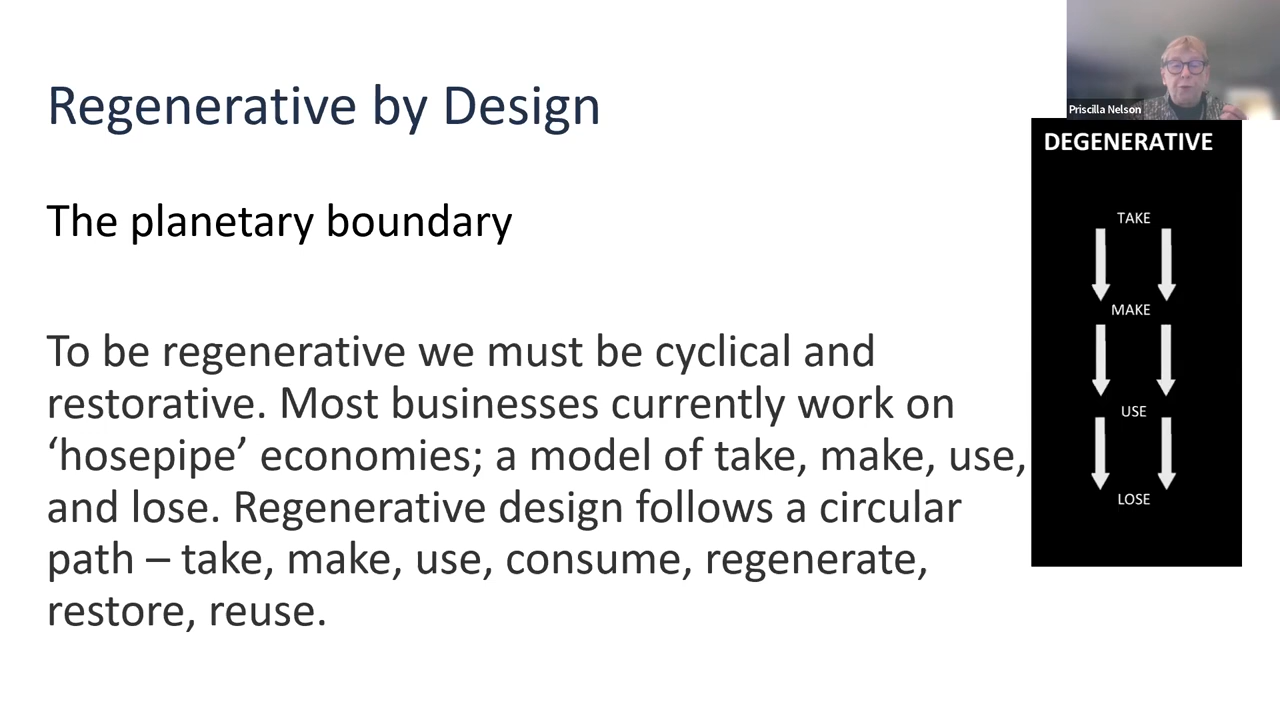 Regenerative by Design
The planetary boundary
To be regenerative we must be cyclical and
restorative. Most businesses currently work on
‘hosepipe’ economies; a model of take, make, use,
and lose. Regenerative design follows a circular
path – take, make, use, consume, regenerate,
restore, reuse.
Priscilla Nelson
DEGENERATIVE
TAKE
MAKE
USE
LOSE